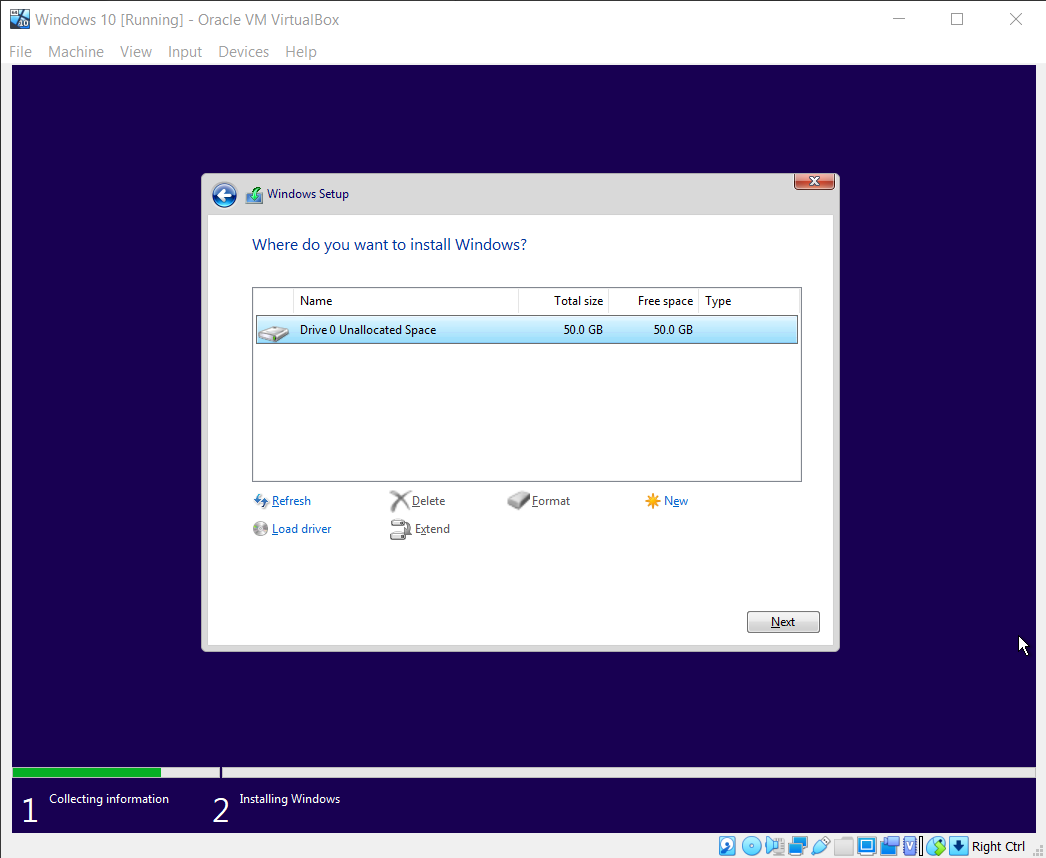 Windows 10 [Running] - Oracle VM VirtualBox
File Machine View Input Devices Help
Windows Setup
Where do you want to install Windows?
Name Total size Free space Type
Drive 0 Unallocated Space 50.0 GB 50.0 GB
Refresh Delete Format New
Load driver Extend
Next
1 Collecting information 2 Installing Windows
Right Ctrl